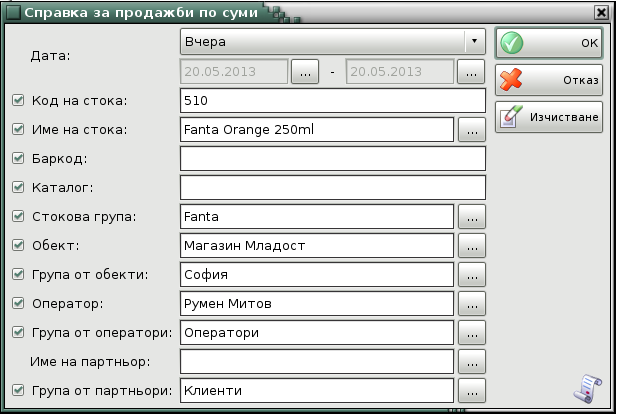 Справка за продажби по суми
Дата: Вчера
20.05.2013 ... - 20.05.2013 ...
OK
Отказ
Изчистване
Код на стока: 510
Име на стока: Fanta Orange 250ml ...
Баркод:
Каталог:
Стокова група: Fanta ...
Обект: Магазин Младост ...
Група от обекти: София ...
Оператор: Румен Митов ...
Група от оператори: Оператори ...
Име на партньор: ...
Група от партньори: Клиенти ...